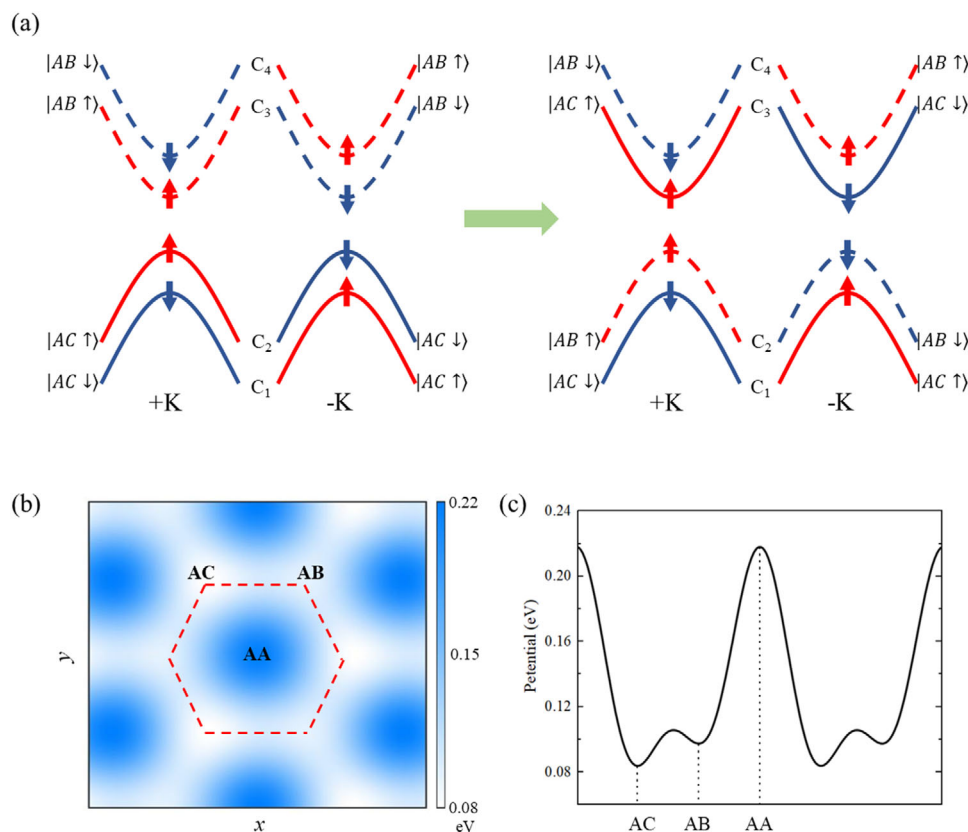 (a)
|AB ↓⟩ C4 |AB ↑⟩ |AB ↓⟩ C4 |AB ↑⟩
|AB ↑⟩ C3 |AB ↓⟩ |AC ↑⟩ C3 |AC ↓⟩
|AC ↑⟩ C2 |AC ↓⟩ |AB ↑⟩ C2 |AB ↓⟩
|AC ↓⟩ C1 |AC ↑⟩ |AC ↓⟩ C1 |AC ↑⟩
+K -K +K -K
(b)
AC AB
AA
y
x
0.22
0.15
0.08
eV
(c)
Petential (eV)
0.24
0.20
0.16
0.12
0.08
AC AB AA